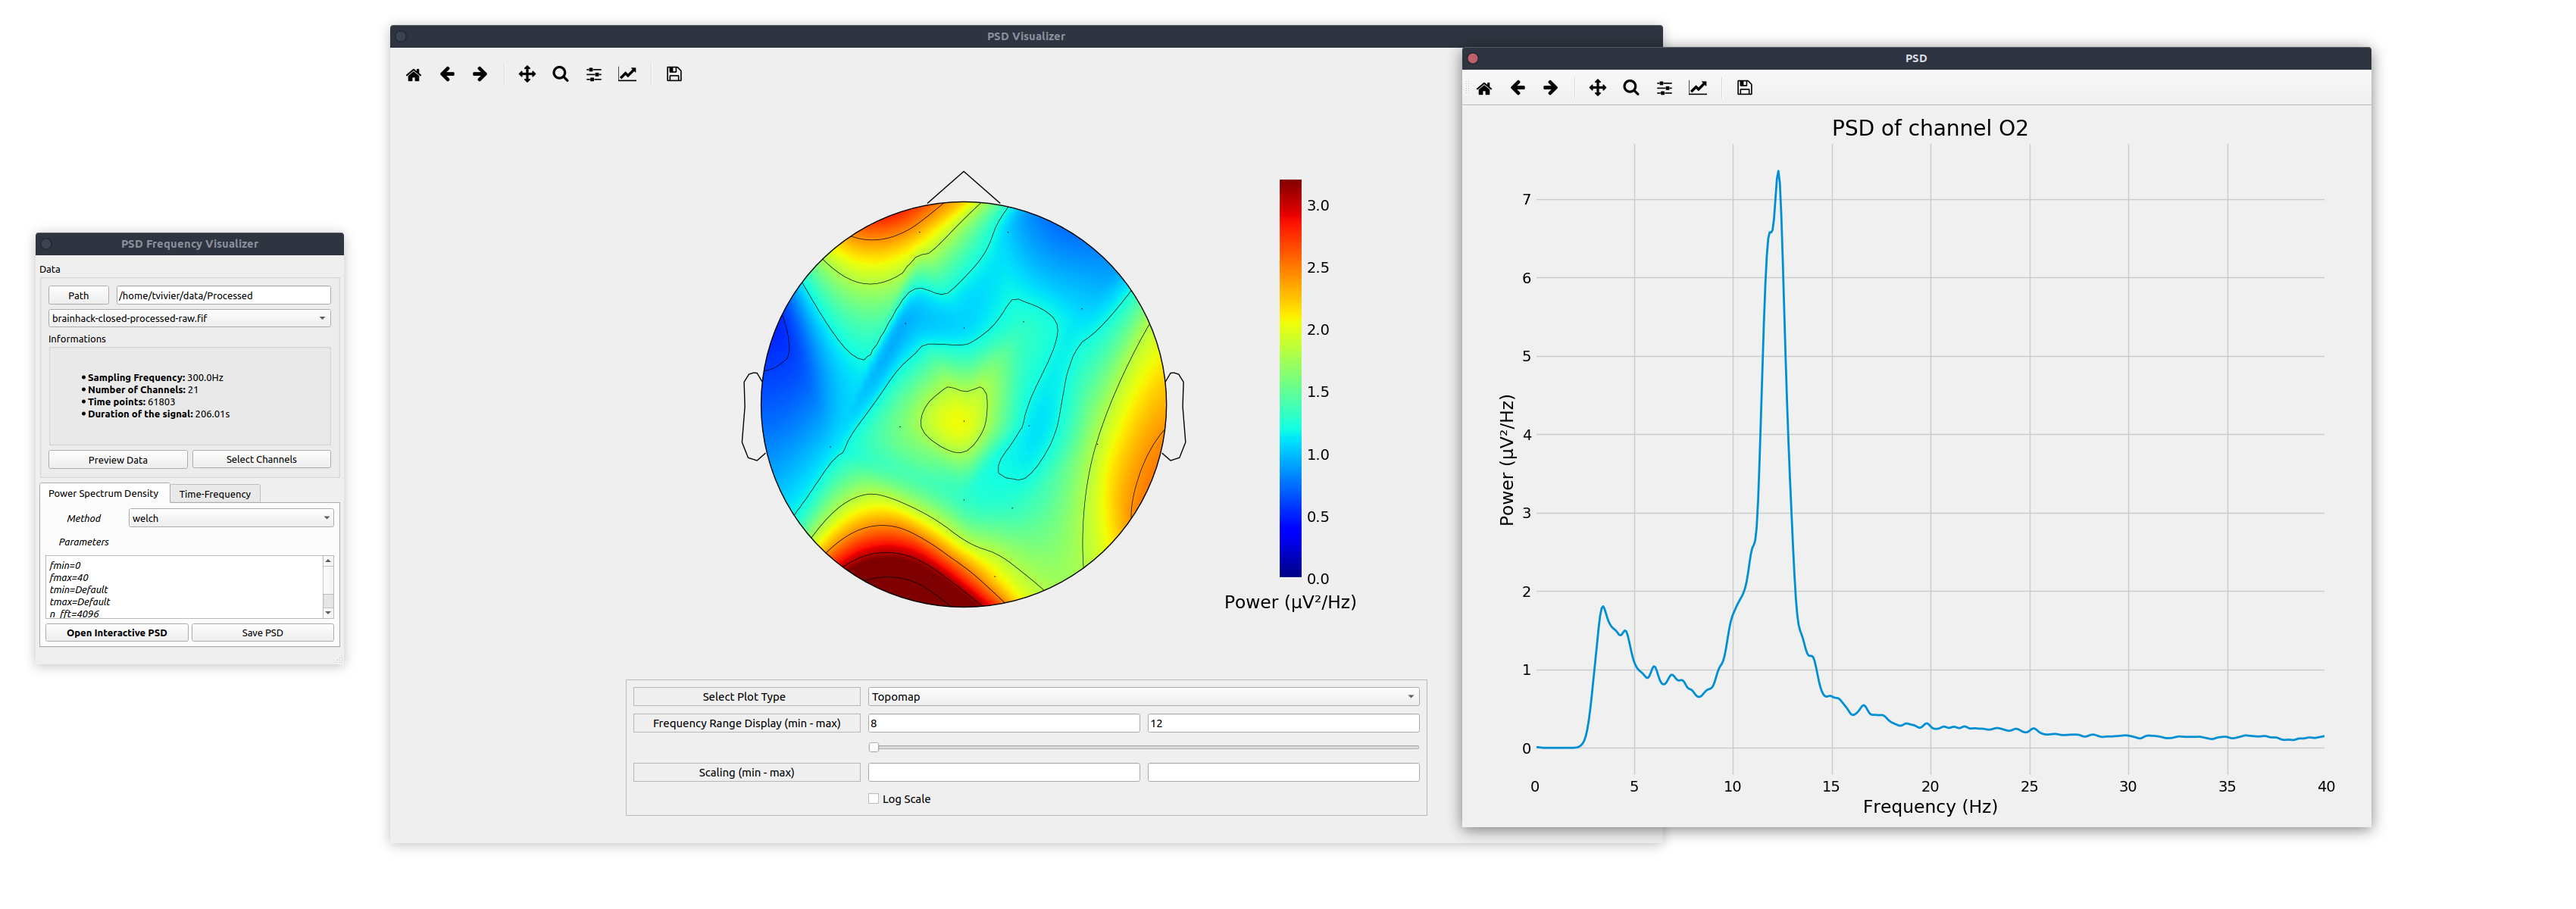 PSD Frequency Visualizer
Data
Path
/home/tvivier/data/Processed
brainhack-closed-processed-raw.fif
Informations
• Sampling Frequency: 300.0Hz
• Number of Channels: 21
• Time points: 61803
• Duration of the signal: 206.01s
Preview Data
Select Channels
Power Spectrum Density
Time-Frequency
Method
welch
Parameters
fmin=0
fmax=40
tmin=Default
tmax=Default
n_fft=4096
Open Interactive PSD
Save PSD
PSD Visualizer
3.0
2.5
2.0
1.5
1.0
0.5
0.0
Power (μV²/Hz)
Select Plot Type
Topomap
Frequency Range Display (min - max)
8
12
Scaling (min - max)
Log Scale
PSD
PSD of channel O2
7
6
5
4
3
2
1
0
Power (μV²/Hz)
0 5 10 15 20 25 30 35 40
Frequency (Hz)